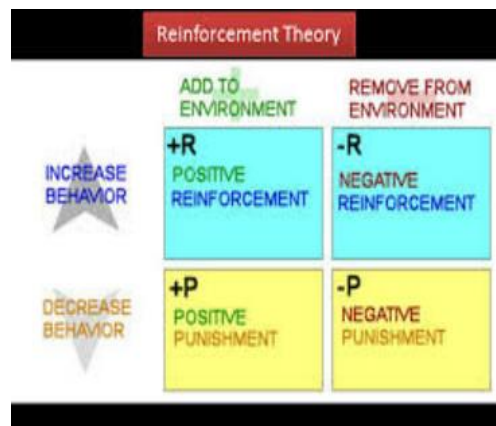 Reinforcement Theory
ADD TO
ENVIRONMENT
REMOVE FROM
ENVIRONMENT
INCREASE
BEHAVIOR
+R
POSITIVE
REINFORCEMENT
-R
NEGATIVE
REINFORCEMENT
DECREASE
BEHAVIOR
+P
POSITIVE
PUNISHMENT
-P
NEGATIVE
PUNISHMENT